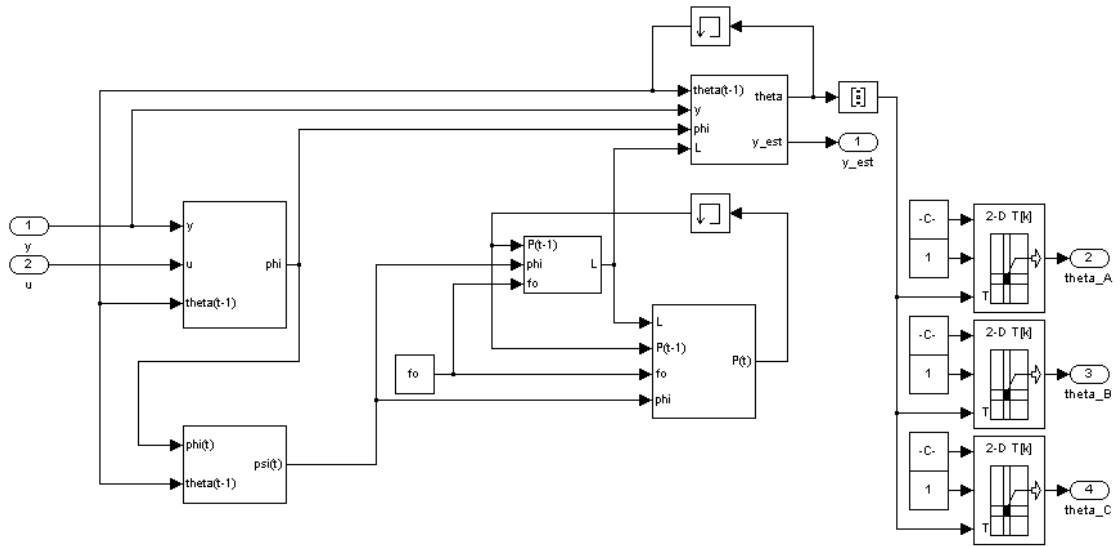 theta(t-1)
theta
y
phi
y_est
L
1
y_est
1
y
2
u
y
u
phi
theta(t-1)
P(t-1)
phi
L
fo
L
P(t-1)
P(t)
fo
phi
fo
phi(t)
psi(t)
theta(t-1)
-C-
1
2-D T[k]
T
2
theta_A
-C-
1
2-D T[k]
T
3
theta_B
-C-
1
2-D T[k]
T
4
theta_C